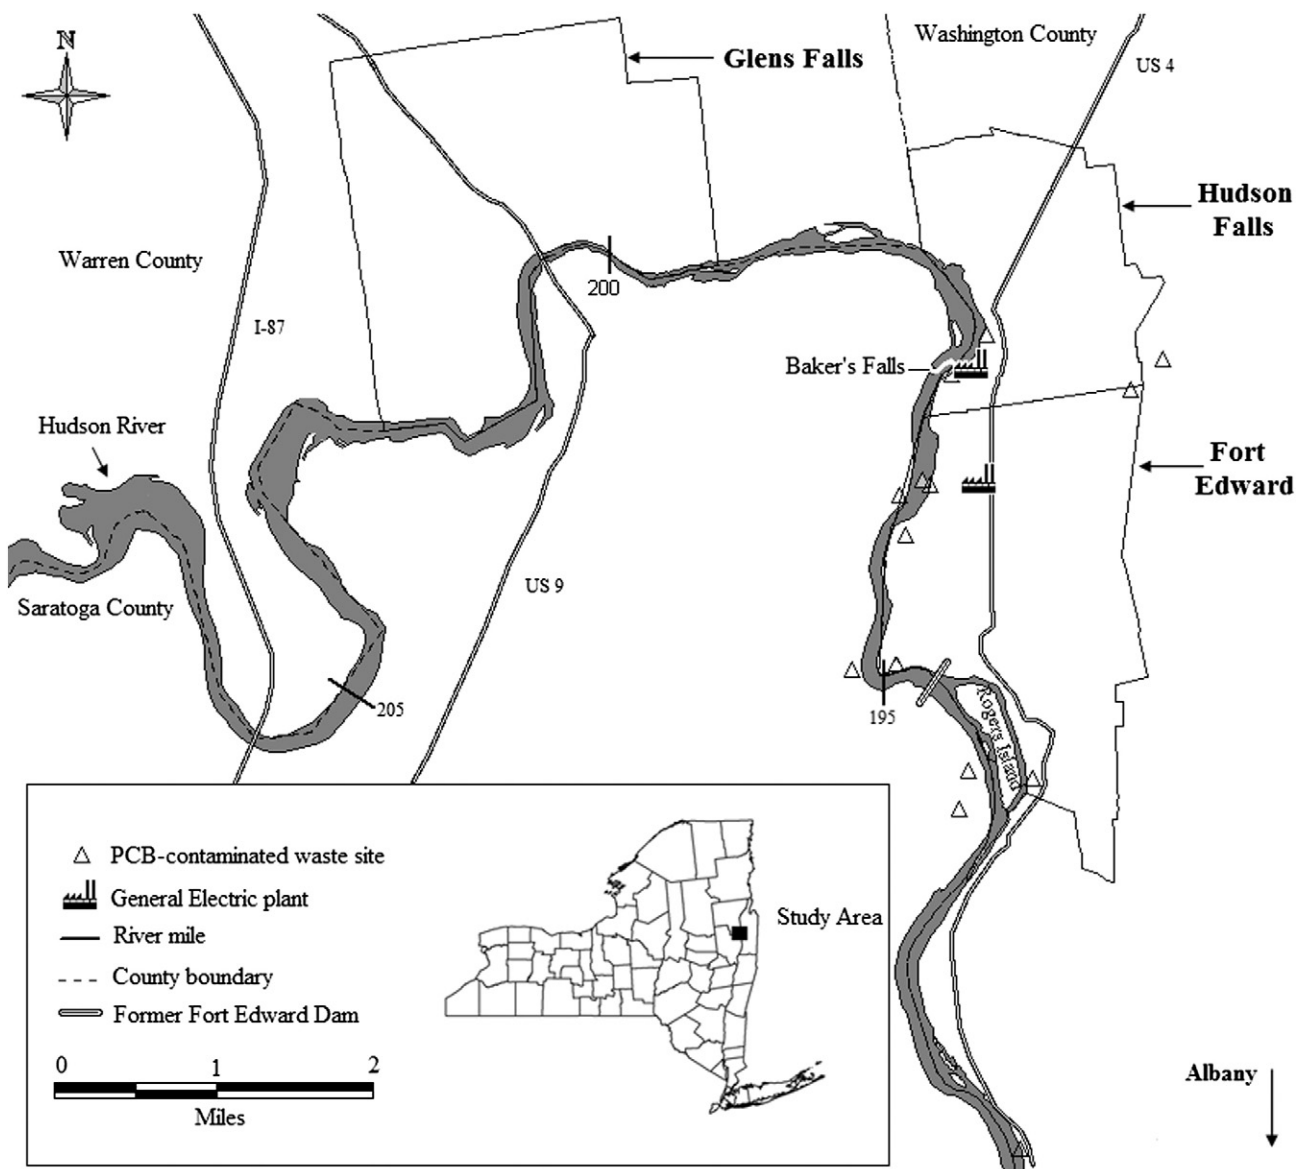 N
Glens Falls
Washington County
US 4
Hudson
Falls
Warren County
200
I-87
Baker's Falls
Hudson River
Fort
Edward
US 9
Saratoga County
205
195
Rogers Island
PCB-contaminated waste site
General Electric plant
River mile
County boundary
Former Fort Edward Dam
0 1 2
Miles
Study Area
Albany